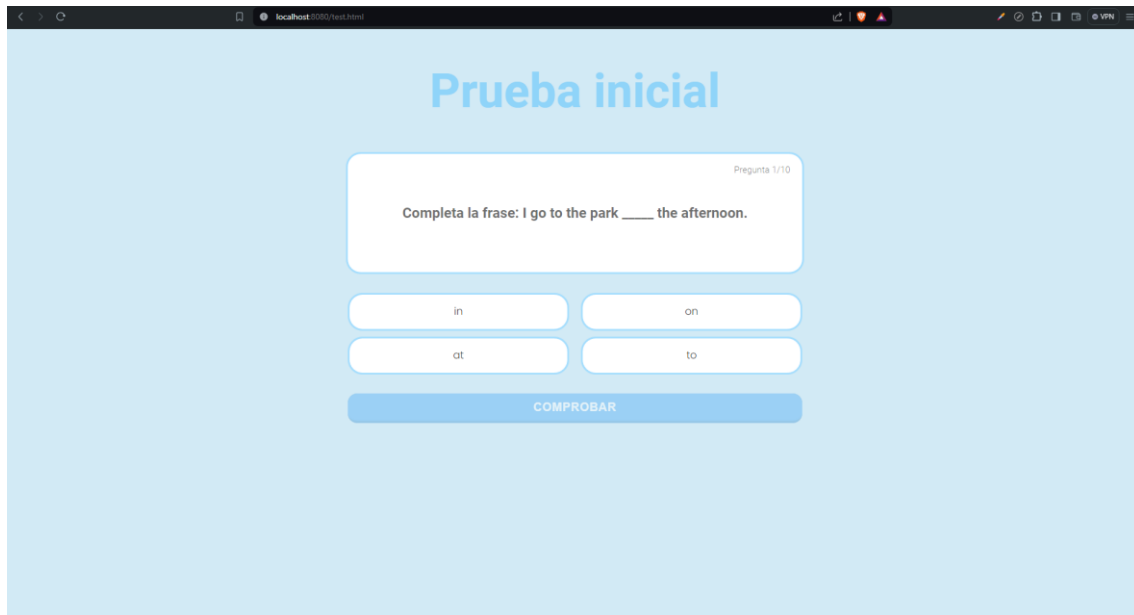 localhost:8080/test.html
VPN
Prueba inicial
Pregunta 1/10
Completa la frase: I go to the park _____ the afternoon.
in
on
at
to
COMPROBAR